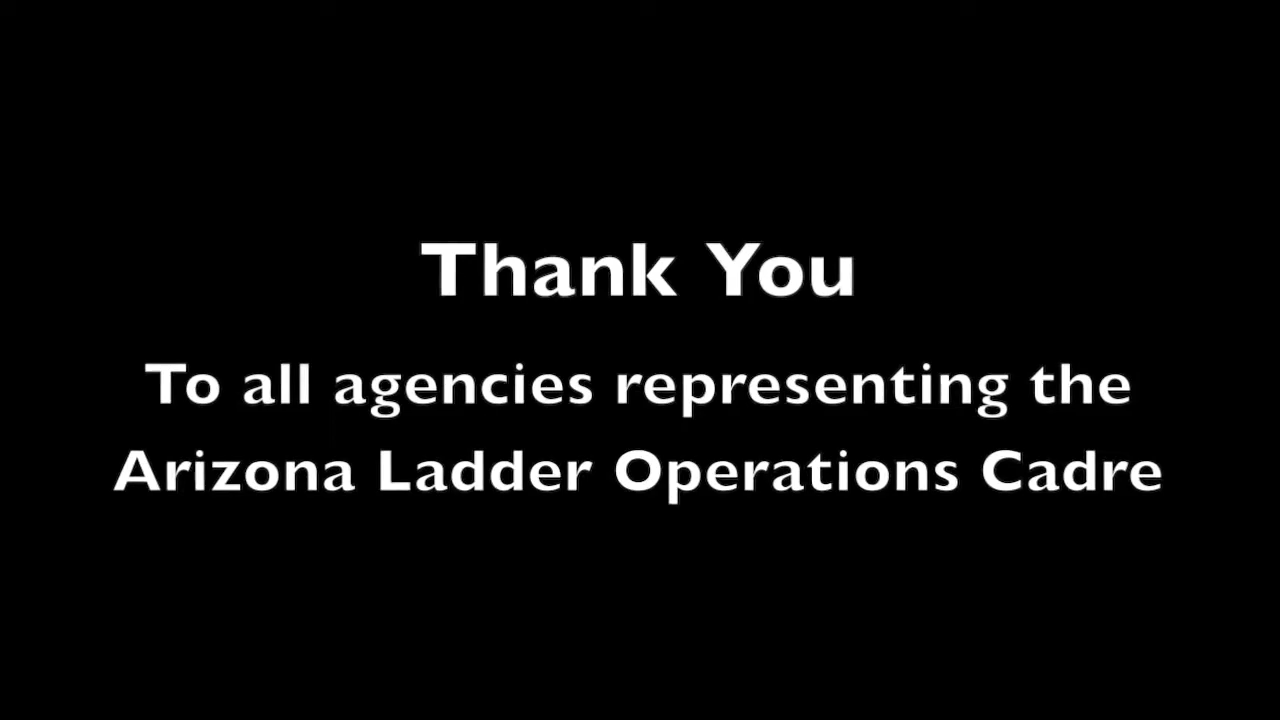 Thank You
To all agencies representing the
Arizona Ladder Operations Cadre